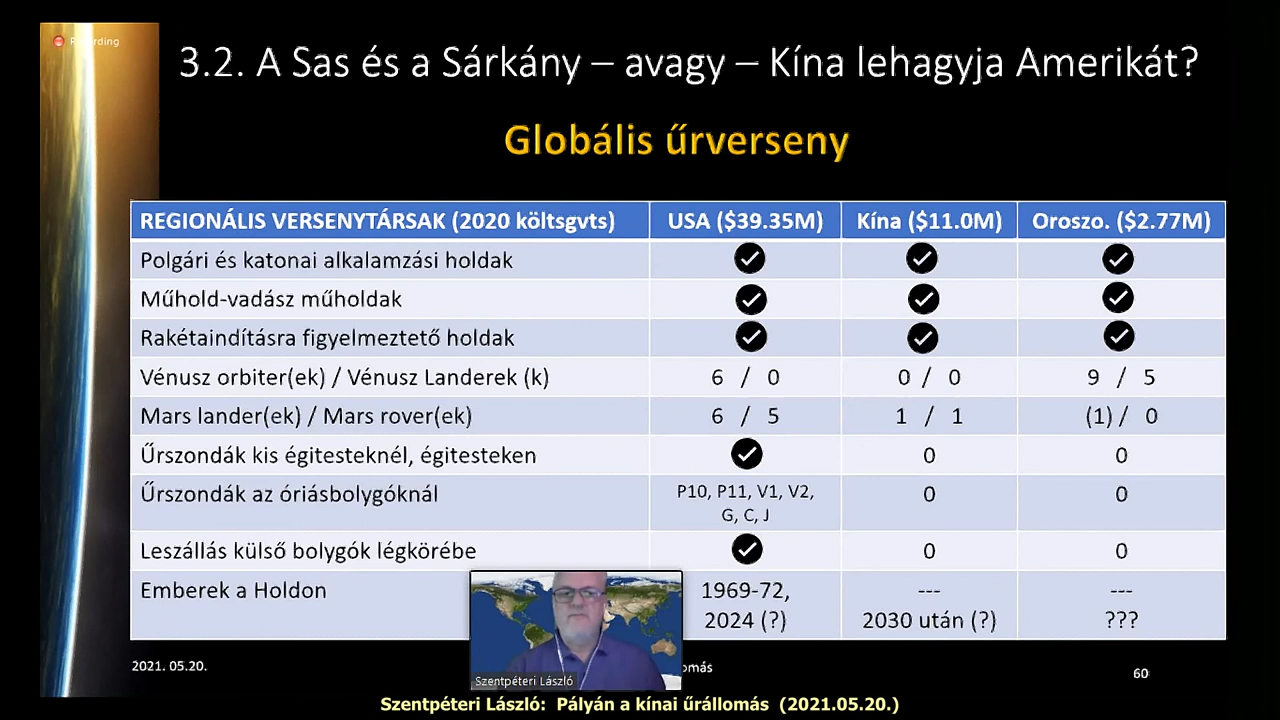 Recording
3.2. A Sas és a Sárkány – avagy – Kína lehagyja Amerikát?
Globális űrverseny
REGIONÁLIS VERSENYTÁRSAK (2020 költsgvts) USA ($39.35M) Kína ($11.0M) Oroszo. ($2.77M)
Polgári és katonai alkalamzási holdak
Műhold-vadász műholdak
Rakétaindításra figyelmeztető holdak
Vénusz orbiter(ek) / Vénusz Landerek (k) 6 / 0 0 / 0 9 / 5
Mars lander(ek) / Mars rover(ek) 6 / 5 1 / 1 (1) / 0
Űrszondák kis égitesteknél, égitesteken 0 0
Űrszondák az óriásbolygóknál P10, P11, V1, V2, 0 0
G, C, J
Leszállás külső bolygók légkörébe 0 0
Emberek a Holdon 1969-72, --- ---
2024 (?) 2030 után (?) ???
2021. 05.20. 60
Szentpéteri László
Szentpéteri László: Pályán a kínai űrállomás (2021.05.20.)